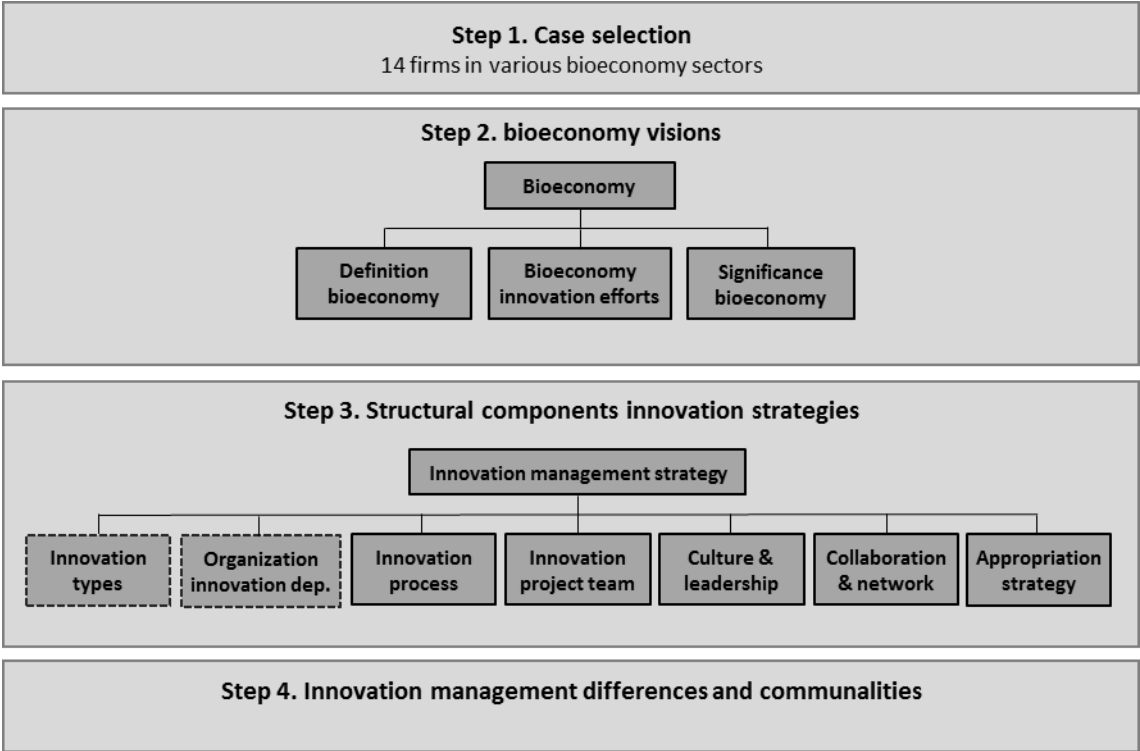 Step 1. Case selection
14 firms in various bioeconomy sectors
Step 2. bioeconomy visions
Bioeconomy
Definition
bioeconomy
Bioeconomy
innovation efforts
Significance
bioeconomy
Step 3. Structural components innovation strategies
Innovation management strategy
Innovation
types
Organization
innovation dep.
Innovation
process
Innovation
project team
Culture &
leadership
Collaboration
& network
Appropriation
strategy
Step 4. Innovation management differences and communalities